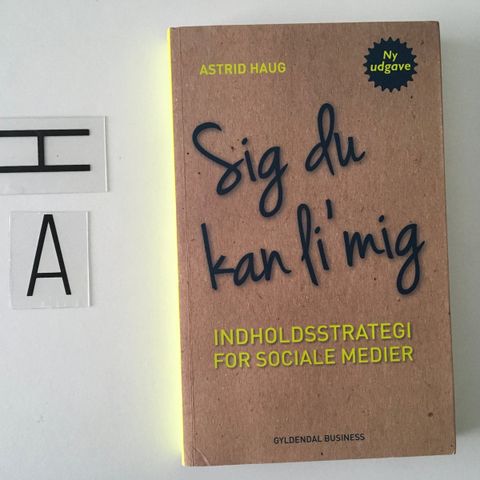 H
A
ASTRID HAUG
Ny
udgave
Sig du
kan li' mig
INDHOLDSSTRATEGI
FOR SOCIALE MEDIER
GYLDENDAL BUSINESS